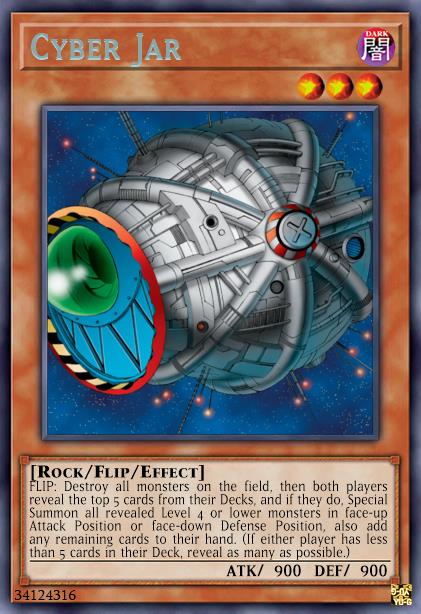 CYBER JAR
DARK
闇
[ROCK/FLIP/EFFECT]
FLIP: Destroy all monsters on the field, then both players
reveal the top 5 cards from their Decks, and if they do, Special
Summon all revealed Level 4 or lower monsters in face-up
Attack Position or face-down Defense Position, also add
any remaining cards to their hand. (If either player has less
than 5 cards in their Deck, reveal as many as possible.)
ATK/ 900 DEF/ 900
34124316